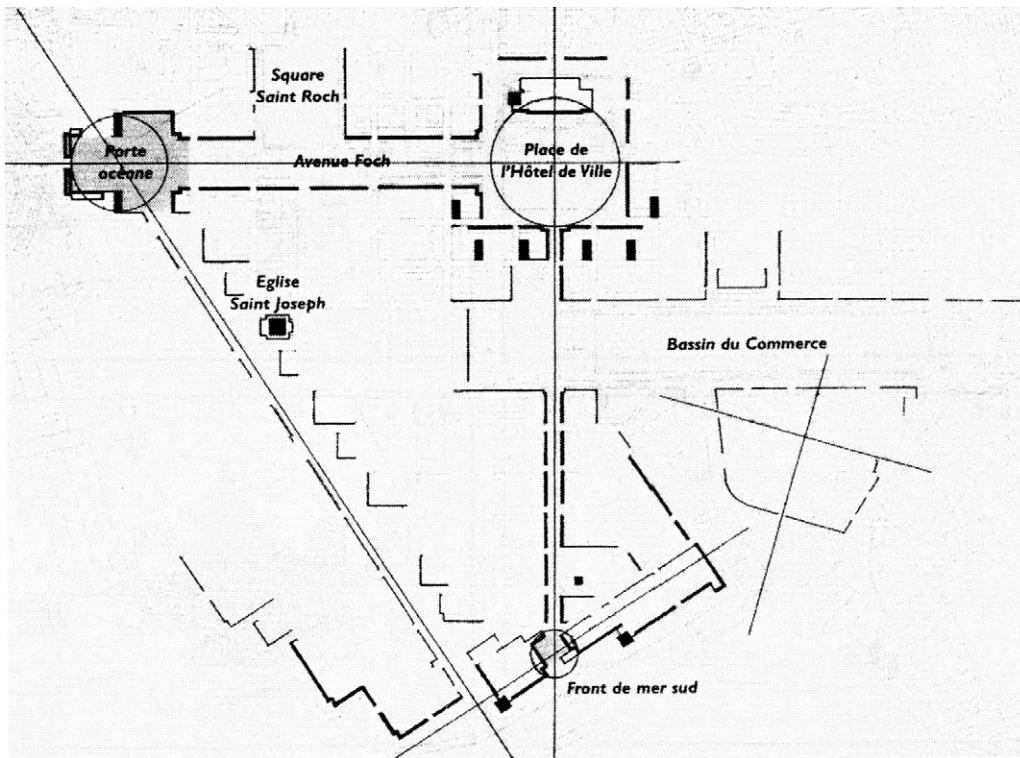 Square
Saint Roch
Porte
océane
Avenue Foch
Place de
l'Hôtel de Ville
Eglise
Saint Joseph
Bassin du Commerce
Front de mer sud